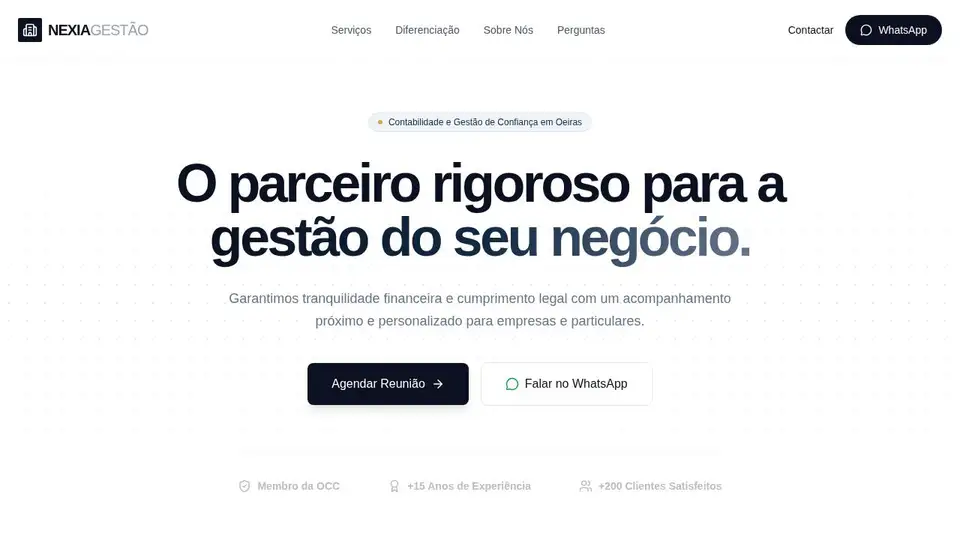 NEXIAGESTÃO
Serviços
Diferenciação
Sobre Nós
Perguntas
Contactar
WhatsApp
Contabilidade e Gestão de Confiança em Oeiras
O parceiro rigoroso para a
gestão do seu negócio.
Garantimos tranquilidade financeira e cumprimento legal com um acompanhamento
próximo e personalizado para empresas e particulares.
Agendar Reunião
Falar no WhatsApp
Membro da OCC
+15 Anos de Experiência
+200 Clientes Satisfeitos